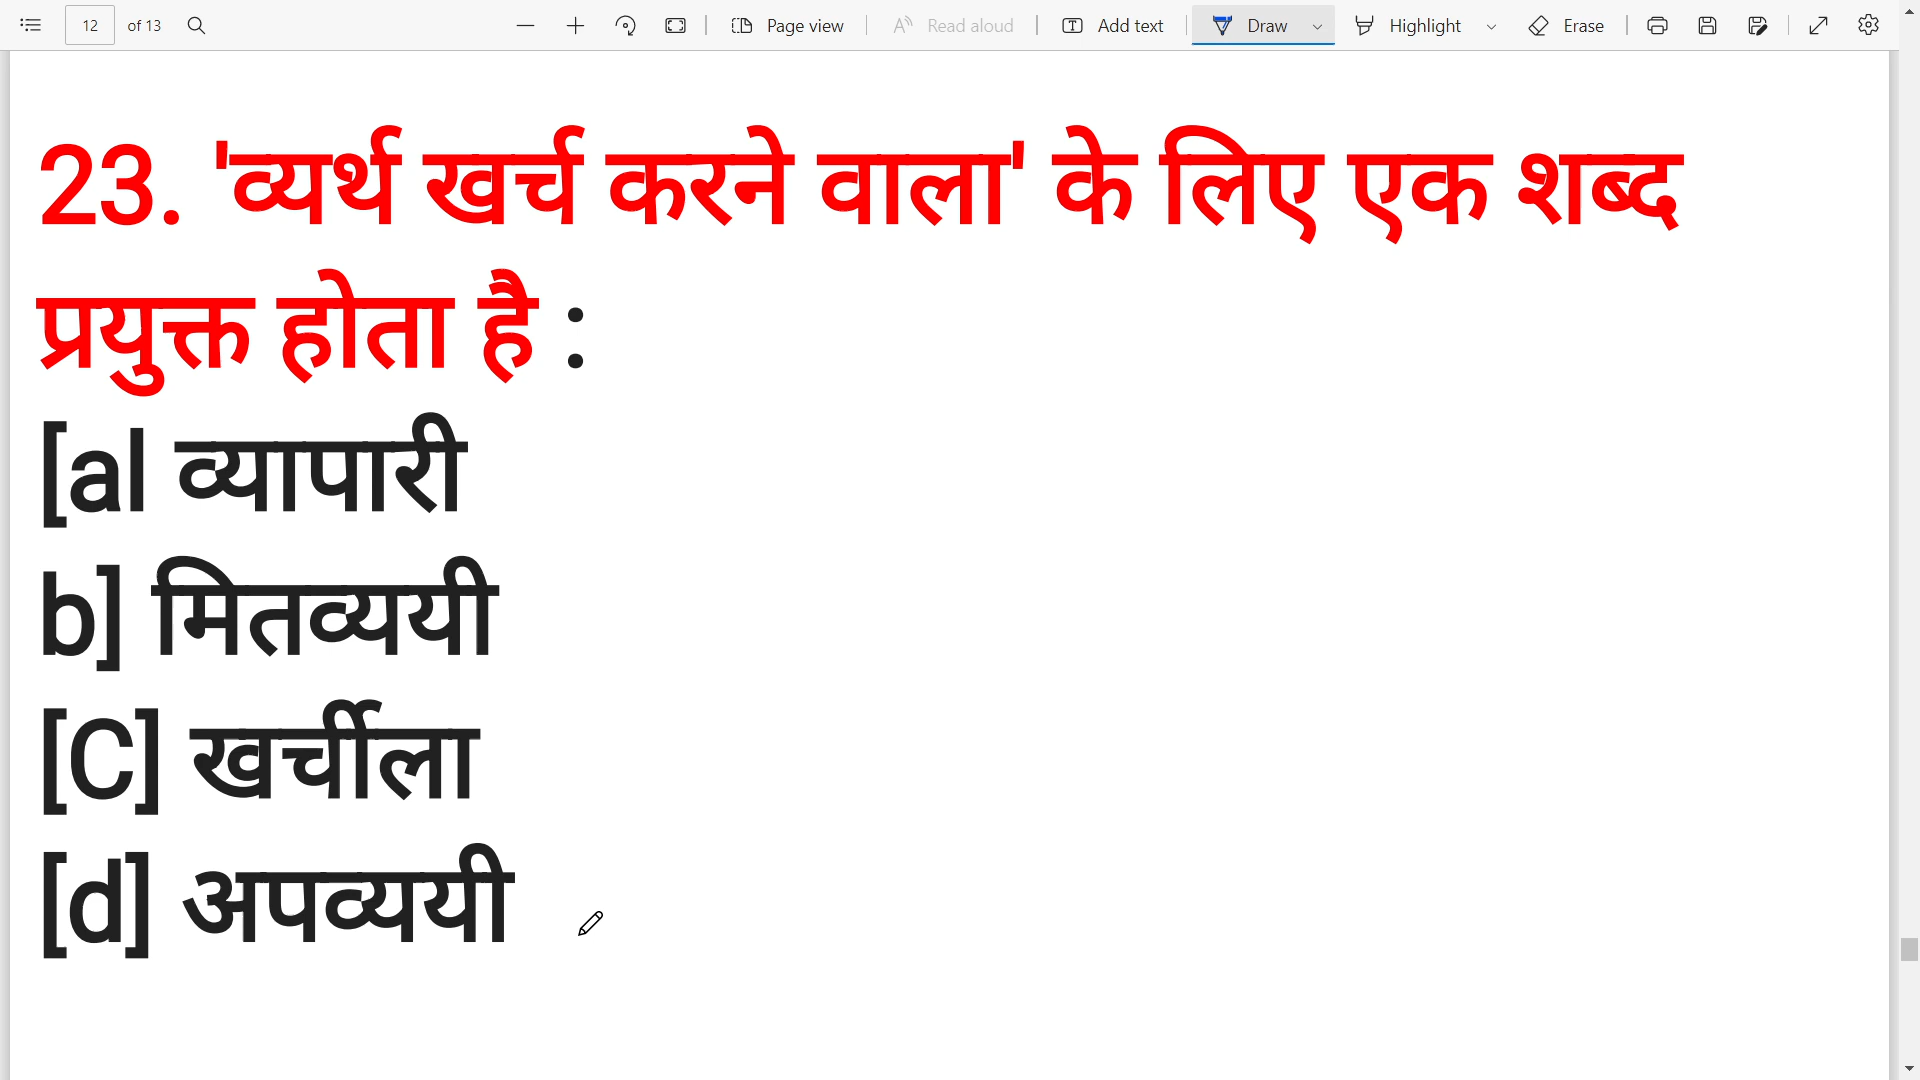 12 of 13 Page view Read aloud Add text Draw Highlight Erase
23. 'व्यर्थ खर्च करने वाला' के लिए एक शब्द
प्रयुक्त होता है :
[al व्यापारी
b] मितव्ययी
[C] खर्चीला
[d] अपव्ययी